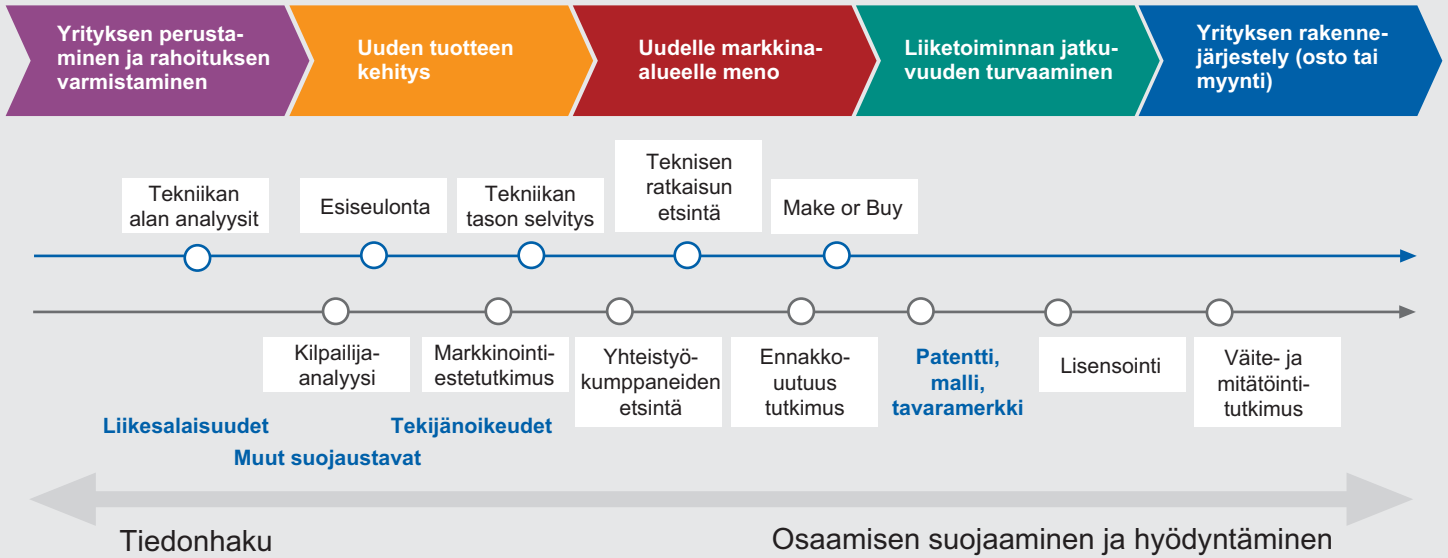 Yrityksen perusta-
minen ja rahoituksen
varmistaminen
Uuden tuotteen
kehitys
Uudelle markkina-
alueelle meno
Liiketoiminnan jatku-
vuuden turvaaminen
Yrityksen rakenne-
järjestely (osto tai
myynti)
Tekniikan
alan analyysit
Esiseulonta
Tekniikan
tason selvitys
Teknisen
ratkaisun
etsintä
Make or Buy
Kilpailija-
analyysi
Markkinointi-
estetutkimus
Yhteistyö-
kumppaneiden
etsintä
Ennakko-
uutuus
tutkimus
Patentti,
malli,
tavaramerkki
Lisensointi
Väite- ja
mitätöinti-
tutkimus
Liikesalaisuudet
Tekijänoikeudet
Muut suojaustavat
Tiedonhaku
Osaamisen suojaaminen ja hyödyntäminen